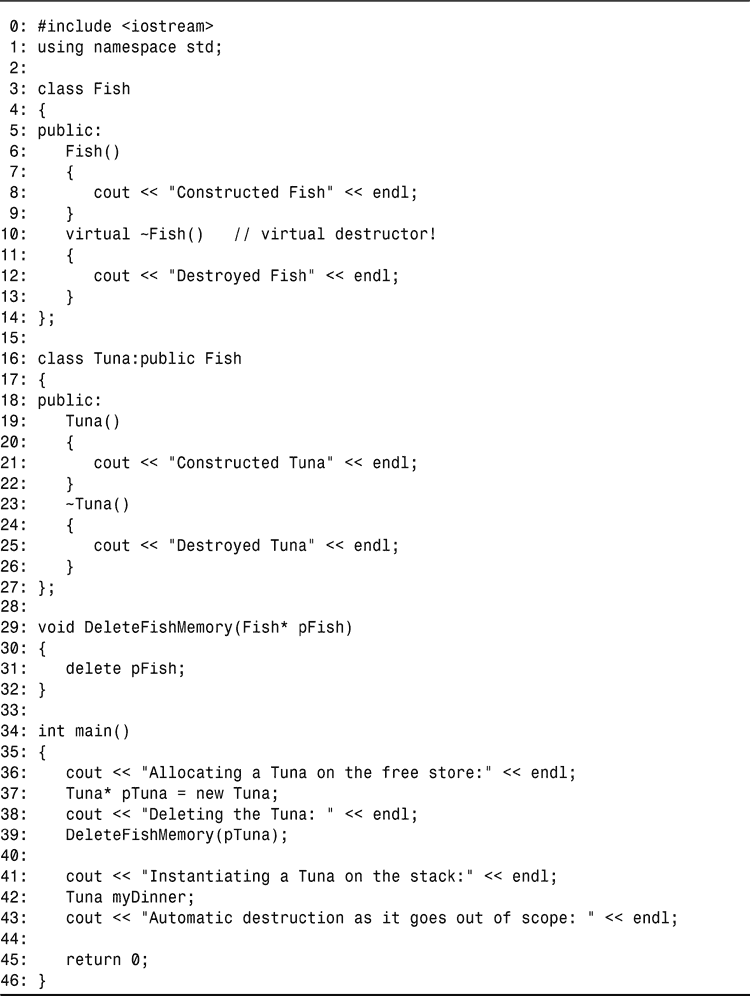 0: #include <iostream>
1: using namespace std;
2:
3: class Fish
4: {
5: public:
6:    Fish()
7:    {
8:       cout << "Constructed Fish" << endl;
9:    }
10:    virtual ~Fish()   // virtual destructor!
11:    {
12:       cout << "Destroyed Fish" << endl;
13:    }
14: };
15:
16: class Tuna:public Fish
17: {
18: public:
19:    Tuna()
20:    {
21:       cout << "Constructed Tuna" << endl;
22:    }
23:    ~Tuna()
24:    {
25:       cout << "Destroyed Tuna" << endl;
26:    }
27: };
28:
29: void DeleteFishMemory(Fish* pFish)
30: {
31:    delete pFish;
32: }
33:
34: int main()
35: {
36:    cout << "Allocating a Tuna on the free store:" << endl;
37:    Tuna* pTuna = new Tuna;
38:    cout << "Deleting the Tuna: " << endl;
39:    DeleteFishMemory(pTuna);
40:
41:    cout << "Instantiating a Tuna on the stack:" << endl;
42:    Tuna myDinner;
43:    cout << "Automatic destruction as it goes out of scope: " << endl;
44:
45:    return 0;
46: }